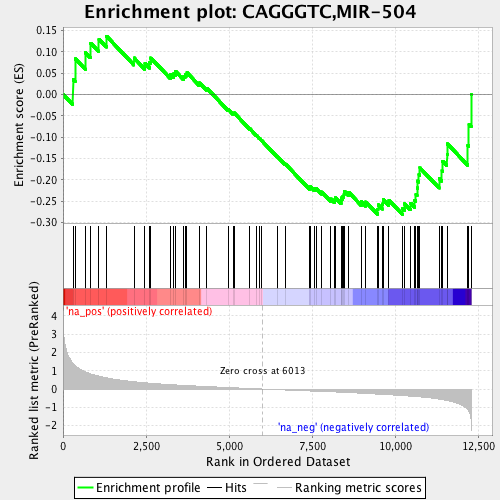 Enrichment plot: CAGGGTC,MIR-504
Enrichment score (ES)
0.15
0.10
0.05
0.00
-0.05
-0.10
-0.15
-0.20
-0.25
-0.30
'na_pos' (positively correlated)
Ranked list metric (PreRanked)
4
3
2
1
0
-1
-2
Zero cross at 6013
'na_neg' (negatively correlated)
0
2,500
5,000
7,500
10,000
12,500
Rank in Ordered Dataset
Enrichment profile
Hits
Ranking metric scores